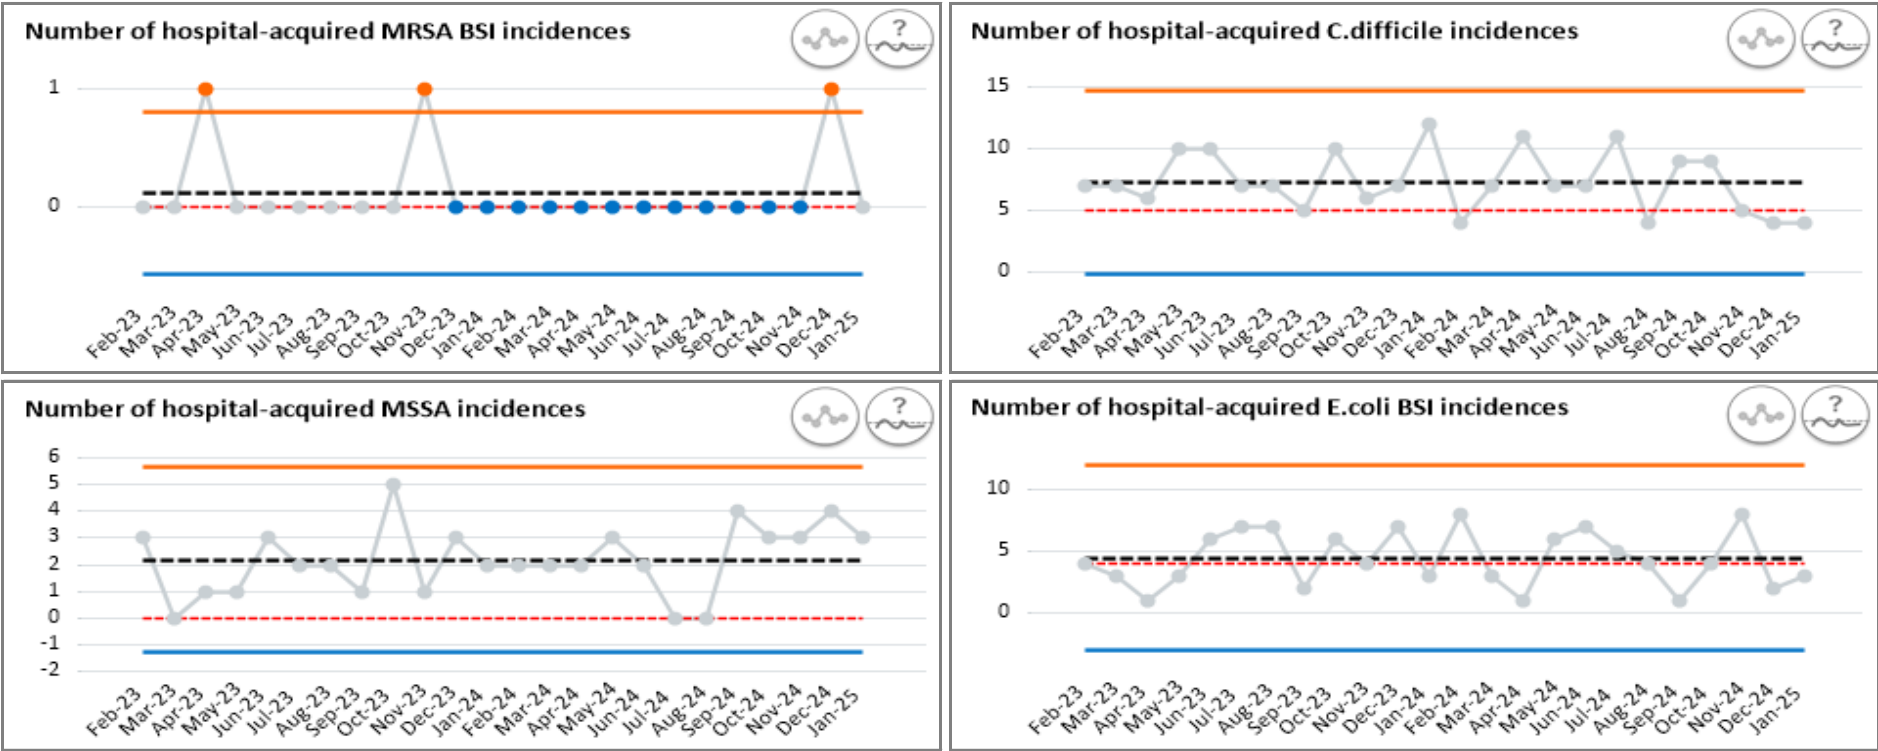 Number of hospital-acquired MRSA BSI incidences
?
1
0
Feb-23
Mar-23
Apr-23
May-23
Jun-23
Jul-23
Aug-23
Sep-23
Oct-23
Nov-23
Dec-23
Jan-24
Feb-24
Mar-24
Apr-24
May-24
Jun-24
Jul-24
Aug-24
Sep-24
Oct-24
Nov-24
Dec-24
Jan-25
Number of hospital-acquired C.difficile incidences
?
15
10
5
0
Feb-23
Mar-23
Apr-23
May-23
Jun-23
Jul-23
Aug-23
Sep-23
Oct-23
Nov-23
Dec-23
Jan-24
Feb-24
Mar-24
Apr-24
May-24
Jun-24
Jul-24
Aug-24
Sep-24
Oct-24
Nov-24
Dec-24
Jan-25
Number of hospital-acquired MSSA incidences
?
6
5
4
3
2
1
0
-1
-2
Feb-23
Mar-23
Apr-23
May-23
Jun-23
Jul-23
Aug-23
Sep-23
Oct-23
Nov-23
Dec-23
Jan-24
Feb-24
Mar-24
Apr-24
May-24
Jun-24
Jul-24
Aug-24
Sep-24
Oct-24
Nov-24
Dec-24
Jan-25
Number of hospital-acquired E.coli BSI incidences
?
10
5
0
Feb-23
Mar-23
Apr-23
May-23
Jun-23
Jul-23
Aug-23
Sep-23
Oct-23
Nov-23
Dec-23
Jan-24
Feb-24
Mar-24
Apr-24
May-24
Jun-24
Jul-24
Aug-24
Sep-24
Oct-24
Nov-24
Dec-24
Jan-25